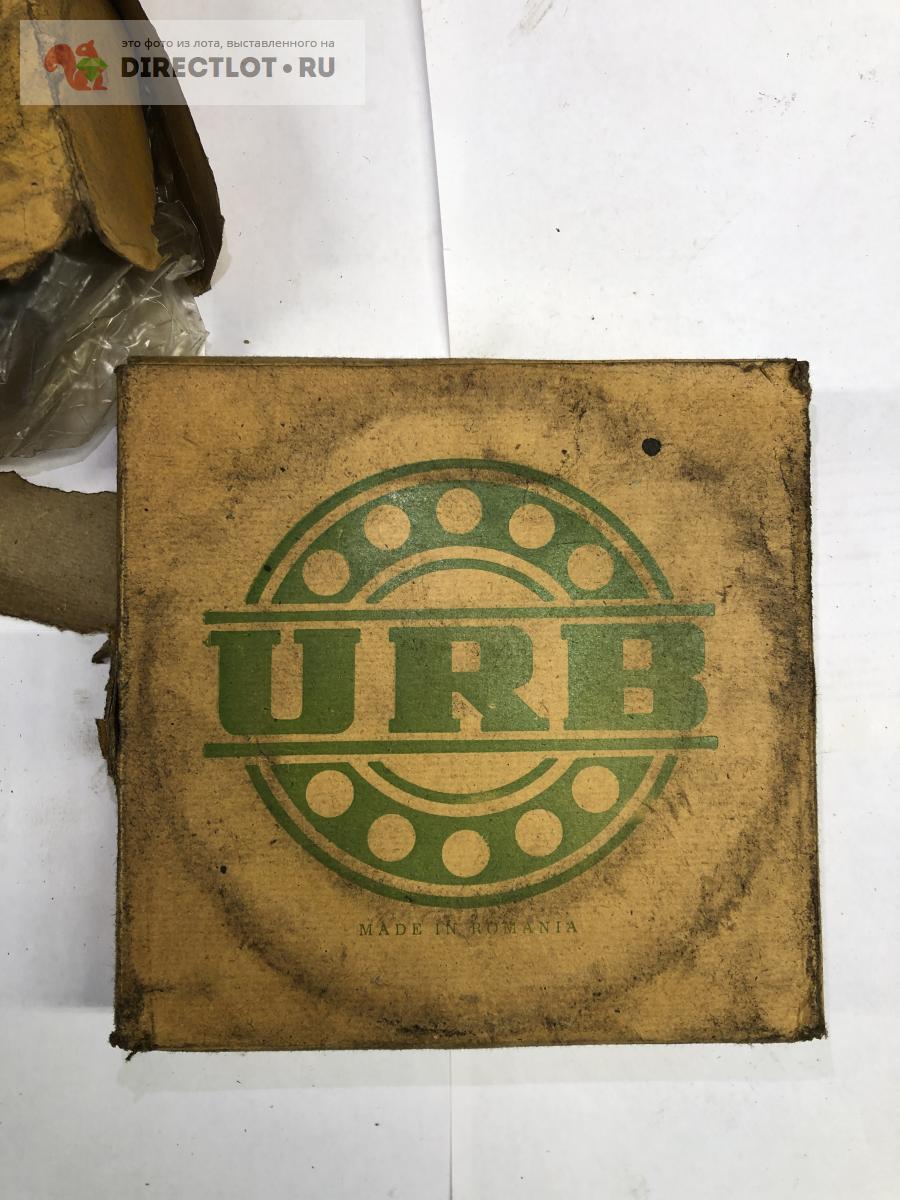 это фото из лота, выставленного на
DIRECTLOT•RU
URB
MADE IN ROMANIA